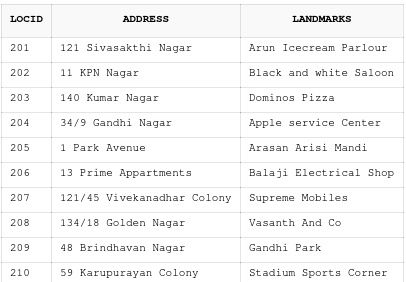 LOCID ADDRESS LANDMARKS
201 121 Sivasakthi Nagar Arun Icecream Parlour
202 11 KPN Nagar Black and white Saloon
203 140 Kumar Nagar Dominos Pizza
204 34/9 Gandhi Nagar Apple service Center
205 1 Park Avenue Arasan Arisi Mandi
206 13 Prime Appartments Balaji Electrical Shop
207 121/45 Vivekanadhar Colony Supreme Mobiles
208 134/18 Golden Nagar Vasanth And Co
209 48 Brindhavan Nagar Gandhi Park
210 59 Karupurayan Colony Stadium Sports Corner